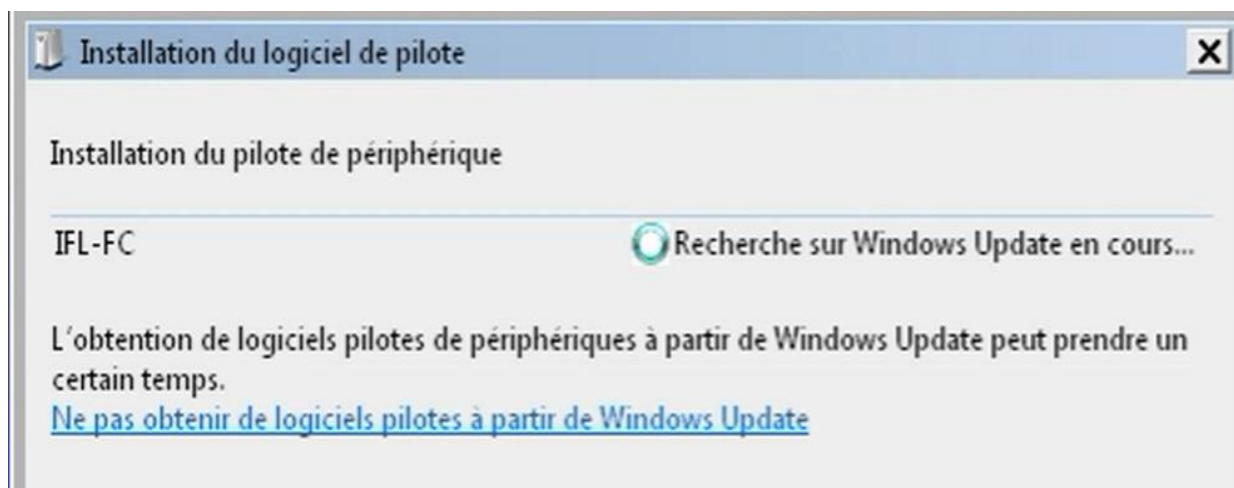 Installation du logiciel de pilote
Installation du pilote de périphérique
IFL-FC Recherche sur Windows Update en cours...
L'obtention de logiciels pilotes de périphériques à partir de Windows Update peut prendre un
certain temps.
Ne pas obtenir de logiciels pilotes à partir de Windows Update